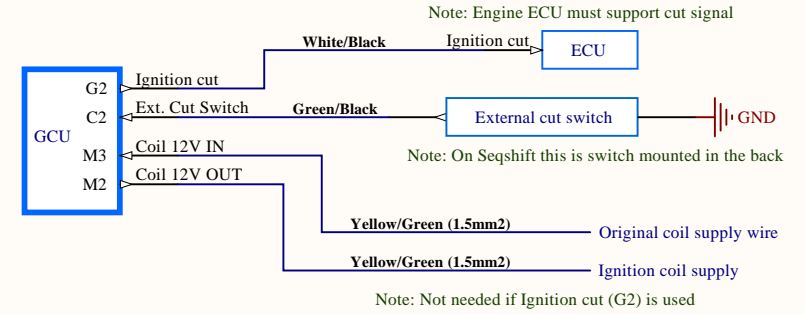 Note: Engine ECU must support cut signal
White/Black
Ignition cut
ECU
G2
Ignition cut
C2
Ext. Cut Switch
Green/Black
External cut switch
GND
GCU
Note: On Seqshift this is switch mounted in the back
M3
Coil 12V IN
M2
Coil 12V OUT
Yellow/Green (1.5mm2)
Original coil supply wire
Yellow/Green (1.5mm2)
Ignition coil supply
Note: Not needed if Ignition cut (G2) is used